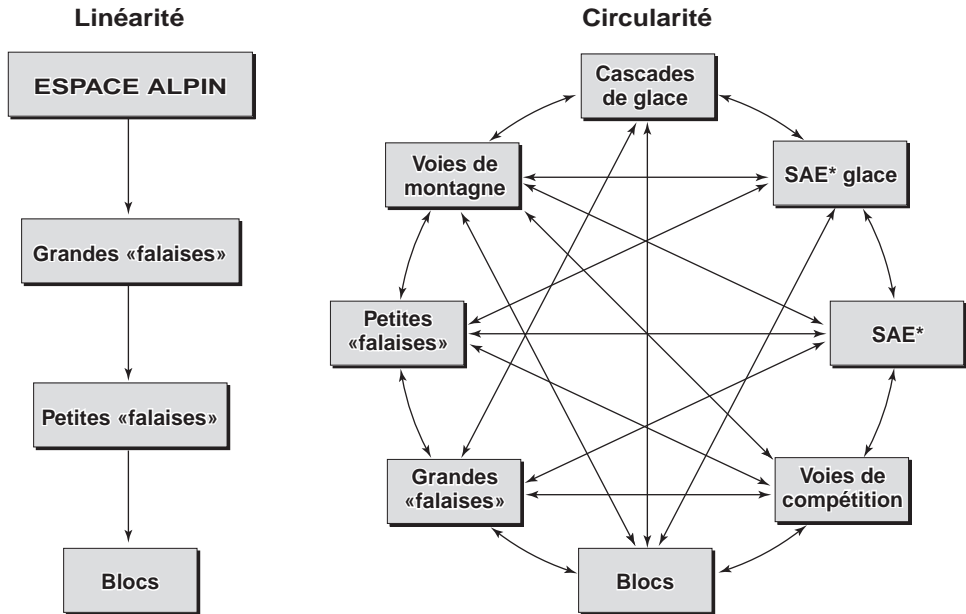 Linéarité
ESPACE ALPIN
Grandes «falaises»
Petites «falaises»
Blocs
Circularité
Cascades
de glace
Voies de
montagne
SAE* glace
Petites
«falaises»
SAE*
Grandes
«falaises»
Voies de
compétition
Blocs